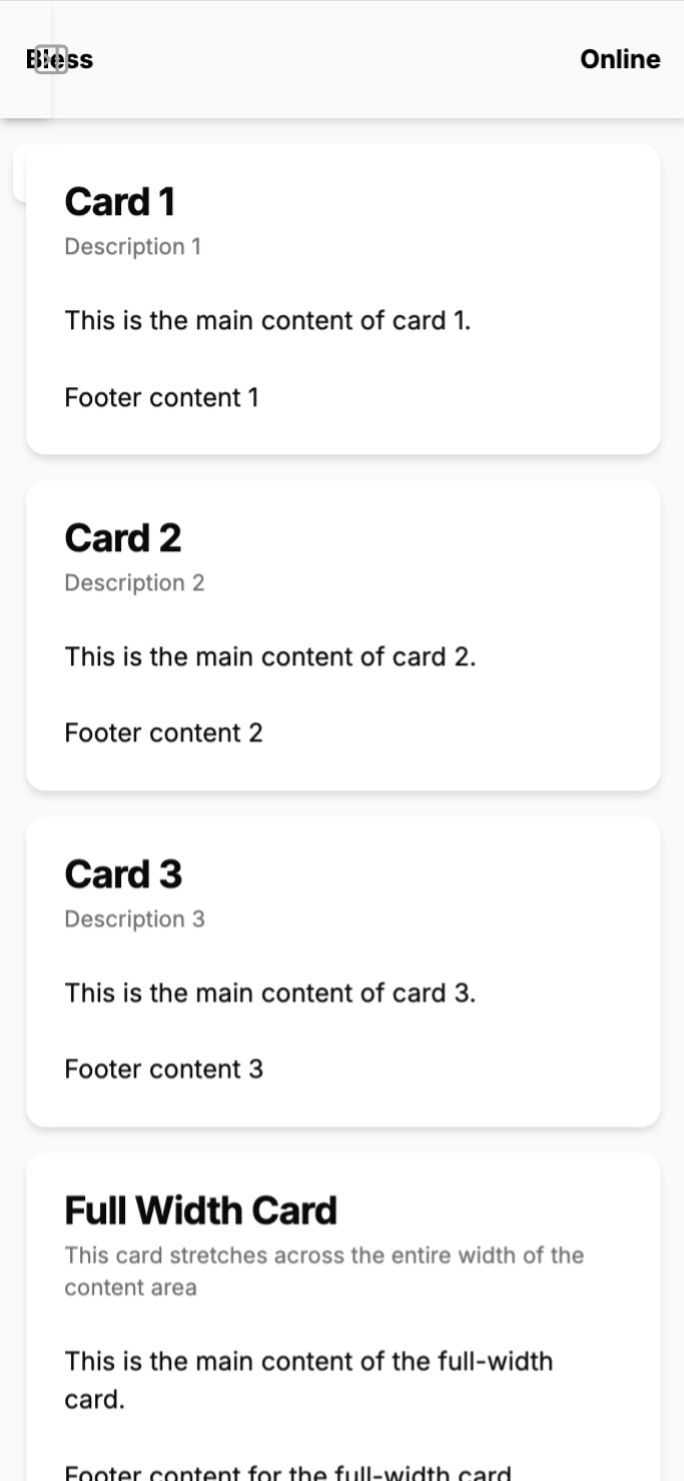 Bless
Online
Card 1
Description 1
This is the main content of card 1.
Footer content 1
Card 2
Description 2
This is the main content of card 2.
Footer content 2
Card 3
Description 3
This is the main content of card 3.
Footer content 3
Full Width Card
This card stretches across the entire width of the
content area
This is the main content of the full-width
card.
Footer content for the full-width card